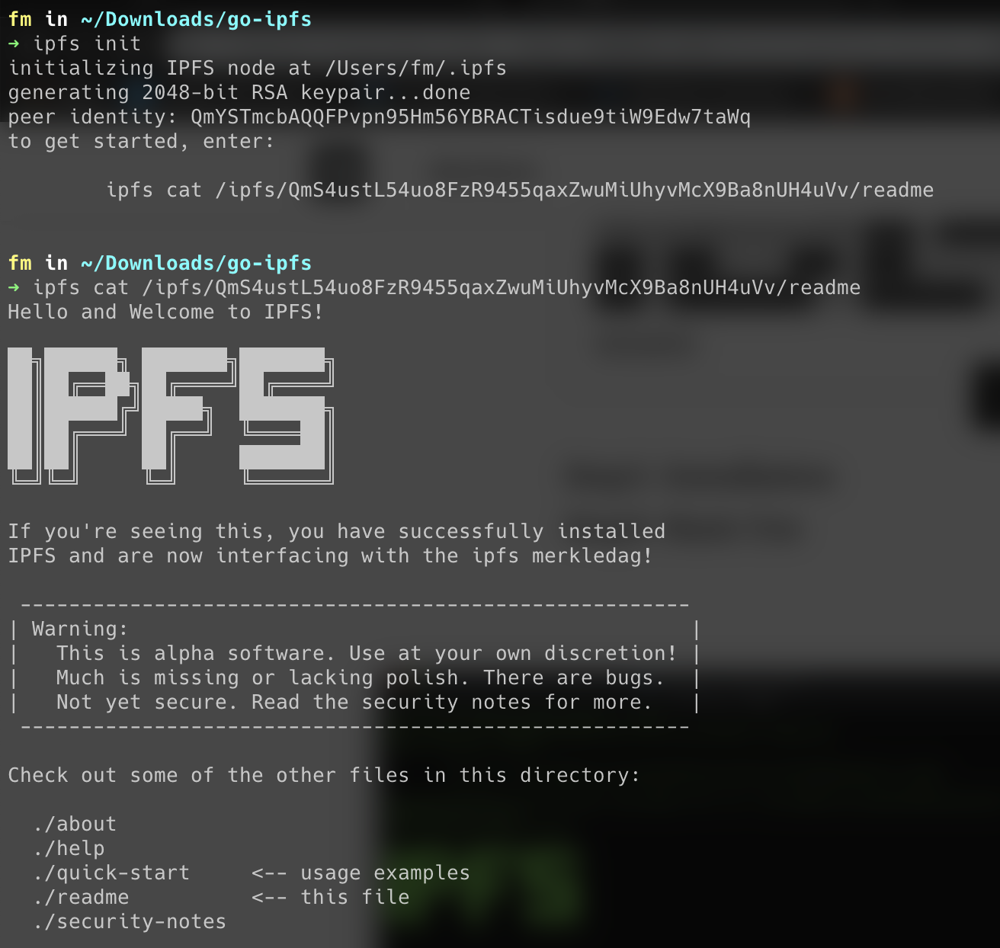 fm in ~/Downloads/go-ipfs
➜ ipfs init
initializing IPFS node at /Users/fm/.ipfs
generating 2048-bit RSA keypair...done
peer identity: QmYSTmcbAQQFPvpn95Hm56YBRACTisdue9tiW9Edw7taWq
to get started, enter:
ipfs cat /ipfs/QmS4ustL54uo8FzR9455qaxZwuMiUhyvMcX9Ba8nUH4uVv/readme
fm in ~/Downloads/go-ipfs
➜ ipfs cat /ipfs/QmS4ustL54uo8FzR9455qaxZwuMiUhyvMcX9Ba8nUH4uVv/readme
Hello and Welcome to IPFS!
IPFS
If you're seeing this, you have successfully installed
IPFS and are now interfacing with the ipfs merkledag!
-------------------------------------------------------
| Warning:                                              |
|   This is alpha software. Use at your own discretion! |
|   Much is missing or lacking polish. There are bugs.  |
|   Not yet secure. Read the security notes for more.   |
-------------------------------------------------------
Check out some of the other files in this directory:
./about
./help
./quick-start     <-- usage examples
./readme          <-- this file
./security-notes